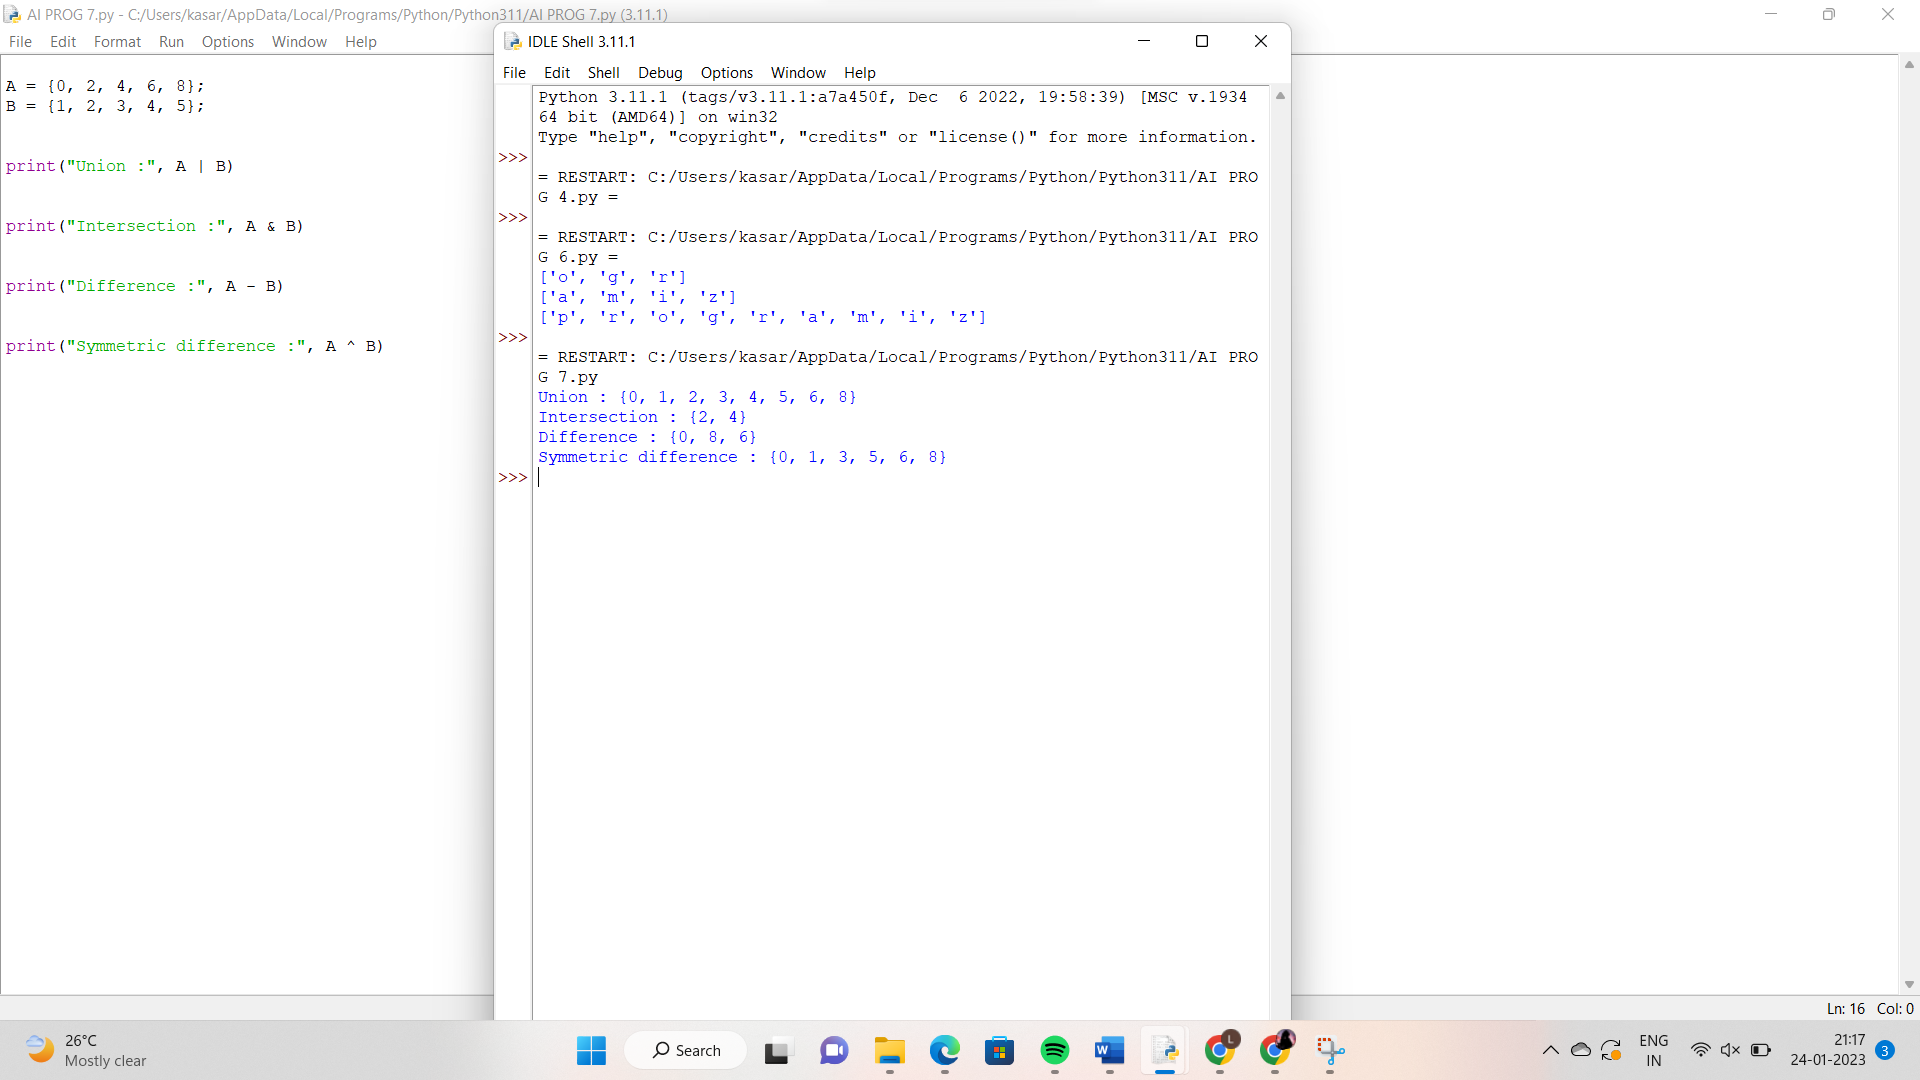 AI PROG 7.py - C:/Users/kasar/AppData/Local/Programs/Python/Python311/AI PROG 7.py (3.11.1)
File Edit Format Run Options Window Help
A = {0, 2, 4, 6, 8};
B = {1, 2, 3, 4, 5};
print("Union :", A | B)
print("Intersection :", A & B)
print("Difference :", A - B)
print("Symmetric difference :", A ^ B)
IDLE Shell 3.11.1
File Edit Shell Debug Options Window Help
Python 3.11.1 (tags/v3.11.1:a7a450f, Dec  6 2022, 19:58:39) [MSC v.1934
64 bit (AMD64)] on win32
Type "help", "copyright", "credits" or "license()" for more information.
>>>
= RESTART: C:/Users/kasar/AppData/Local/Programs/Python/Python311/AI PRO
G 4.py =
>>>
= RESTART: C:/Users/kasar/AppData/Local/Programs/Python/Python311/AI PRO
G 6.py =
['o', 'g', 'r']
['a', 'm', 'i', 'z']
['p', 'r', 'o', 'g', 'r', 'a', 'm', 'i', 'z']
>>>
= RESTART: C:/Users/kasar/AppData/Local/Programs/Python/Python311/AI PRO
G 7.py
Union : {0, 1, 2, 3, 4, 5, 6, 8}
Intersection : {2, 4}
Difference : {0, 8, 6}
Symmetric difference : {0, 1, 3, 5, 6, 8}
>>>
Ln: 16 Col: 0
26°C
Mostly clear
Search
W
L
ENG
IN
21:17
24-01-2023
3